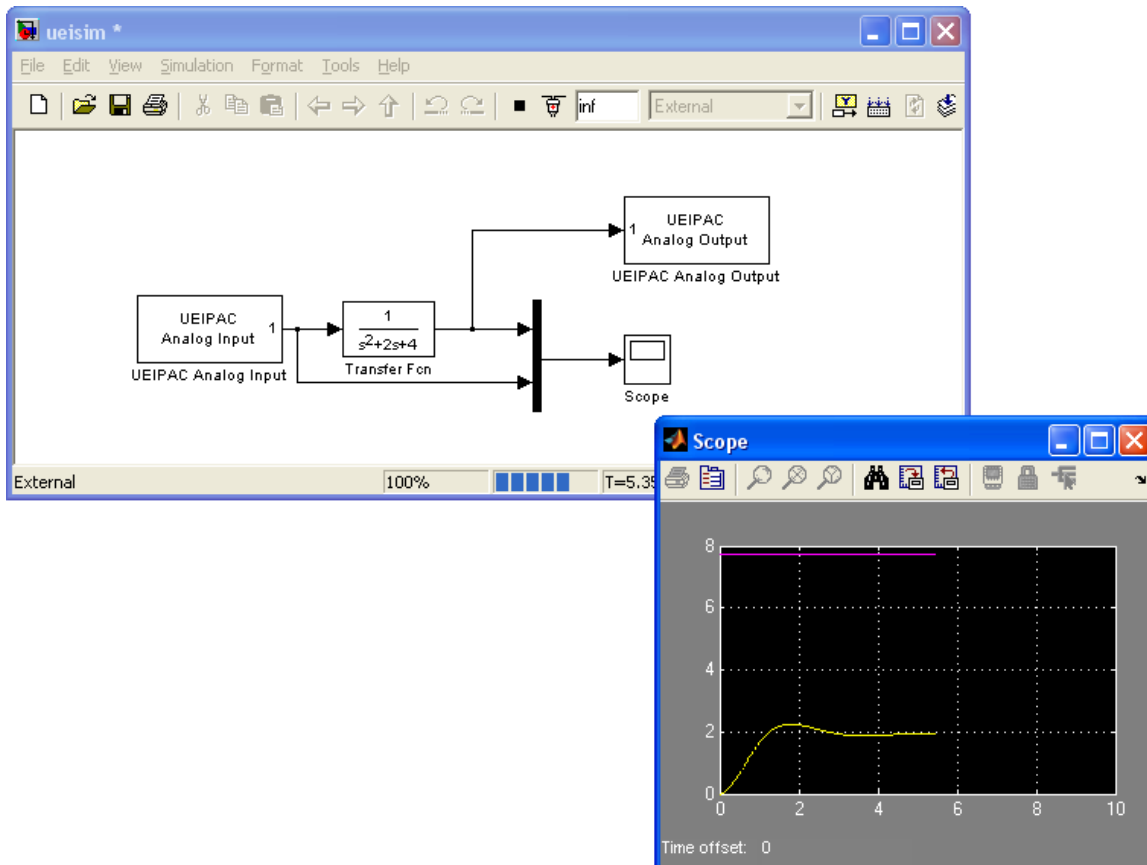 ueisim *
File Edit View Simulation Format Tools Help
inf External
UEIPAC
1 Analog Output
UEIPAC Analog Output
UEIPAC
Analog Input 1
UEIPAC Analog Input
1
s²+2s+4
Transfer Fcn
Scope
External 100% T=5.35
Scope
8
6
4
2
0
0 2 4 6 8 10
Time offset: 0